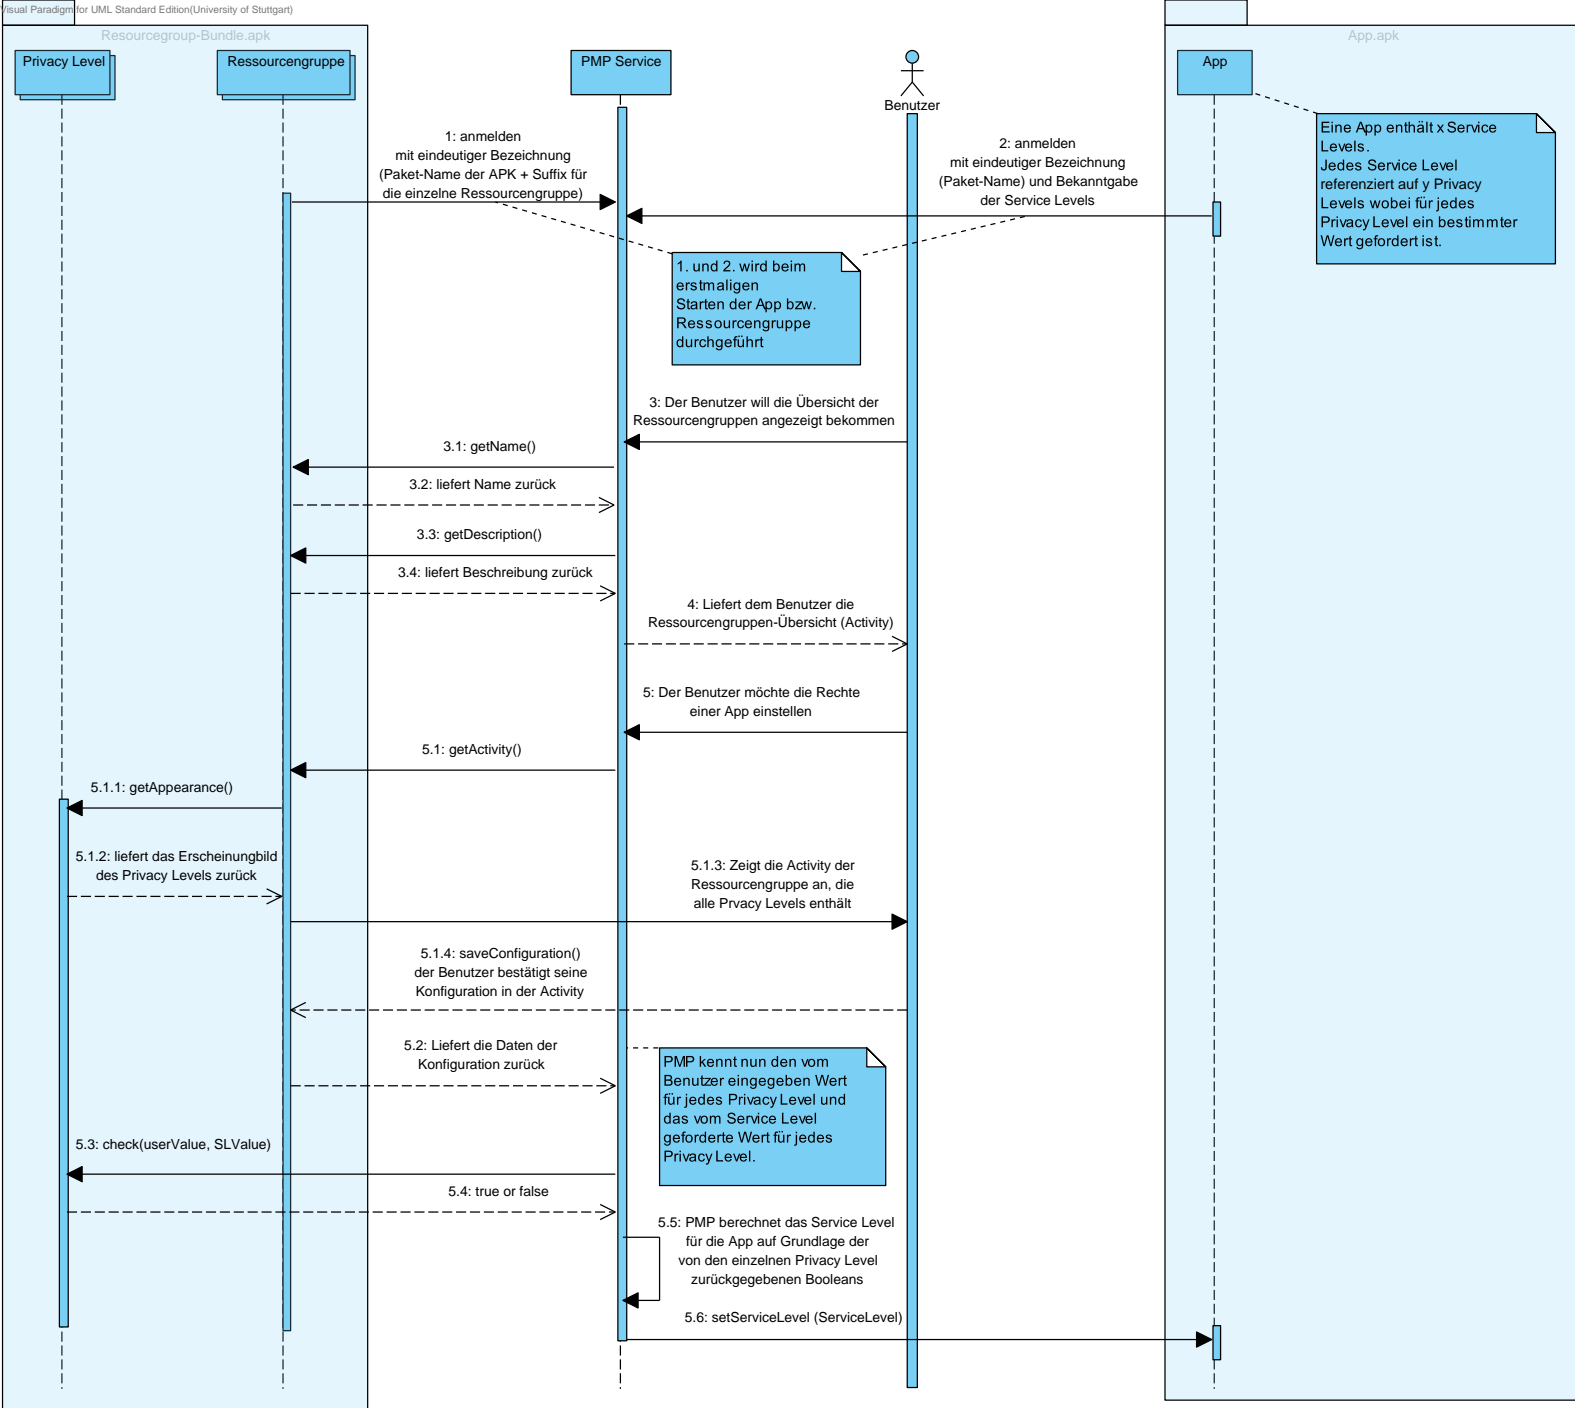 Visual Paradigm for UML Standard Edition(University of Stuttgart)
Resourcegroup-Bundle.apk
App.apk
Privacy Level
Ressourcengruppe
PMP Service
Benutzer
App
Eine App enthält x Service
Levels.
Jedes Service Level
referenziert auf y Privacy
Levels wobei für jedes
Privacy Level ein bestimmter
Wert gefordert ist.
1: anmelden
mit eindeutiger Bezeichnung
(Paket-Name der APK + Suffix für
die einzelne Ressourcengruppe)
2: anmelden
mit eindeutiger Bezeichnung
(Paket-Name) und Bekanntgabe
der Service Levels
1. und 2. wird beim
erstmaligen
Starten der App bzw.
Ressourcengruppe
durchgeführt
3: Der Benutzer will die Übersicht der
Ressourcengruppen angezeigt bekommen
3.1: getName()
3.2: liefert Name zurück
3.3: getDescription()
3.4: liefert Beschreibung zurück
4: Liefert dem Benutzer die
Ressourcengruppen-Übersicht (Activity)
5: Der Benutzer möchte die Rechte
einer App einstellen
5.1: getActivity()
5.1.1: getAppearance()
5.1.2: liefert das Erscheinungbild
des Privacy Levels zurück
5.1.3: Zeigt die Activity der
Ressourcengruppe an, die
alle Prvacy Levels enthält
5.1.4: saveConfiguration()
der Benutzer bestätigt seine
Konfiguration in der Activity
5.2: Liefert die Daten der
Konfiguration zurück
PMP kennt nun den vom
Benutzer eingegeben Wert
für jedes Privacy Level und
das vom Service Level
geforderte Wert für jedes
Privacy Level.
5.3: check(userValue, SLValue)
5.4: true or false
5.5: PMP berechnet das Service Level
für die App auf Grundlage der
von den einzelnen Privacy Level
zurückgegebenen Booleans
5.6: setServiceLevel (ServiceLevel)